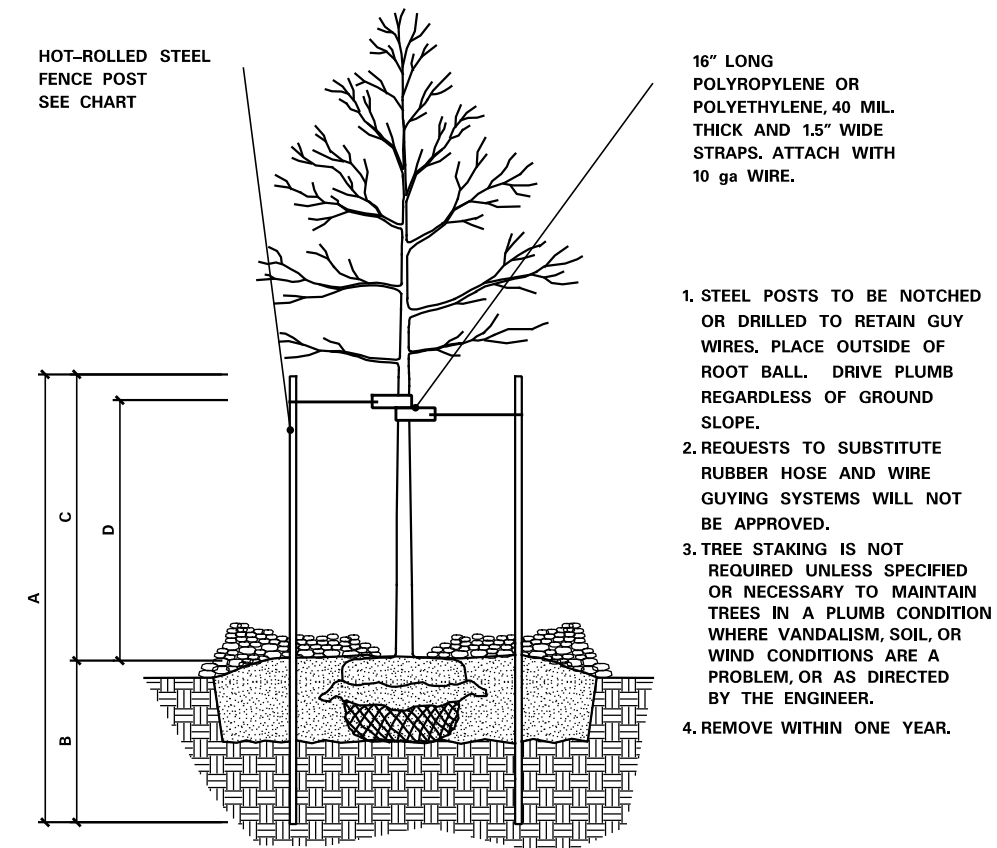 HOT-ROLLED STEEL
FENCE POST
SEE CHART
16" LONG
POLYROPYLENE OR
POLYETHYLENE, 40 MIL.
THICK AND 1.5" WIDE
STRAPS. ATTACH WITH
10 ga WIRE.
1. STEEL POSTS TO BE NOTCHED
OR DRILLED TO RETAIN GUY
WIRES. PLACE OUTSIDE OF
ROOT BALL. DRIVE PLUMB
REGARDLESS OF GROUND
SLOPE.
2. REQUESTS TO SUBSTITUTE
RUBBER HOSE AND WIRE
GUYING SYSTEMS WILL NOT
BE APPROVED.
3. TREE STAKING IS NOT
REQUIRED UNLESS SPECIFIED
OR NECESSARY TO MAINTAIN
TREES IN A PLUMB CONDITION
WHERE VANDALISM, SOIL, OR
WIND CONDITIONS ARE A
PROBLEM, OR AS DIRECTED
BY THE ENGINEER.
4. REMOVE WITHIN ONE YEAR.
A
C
D
B